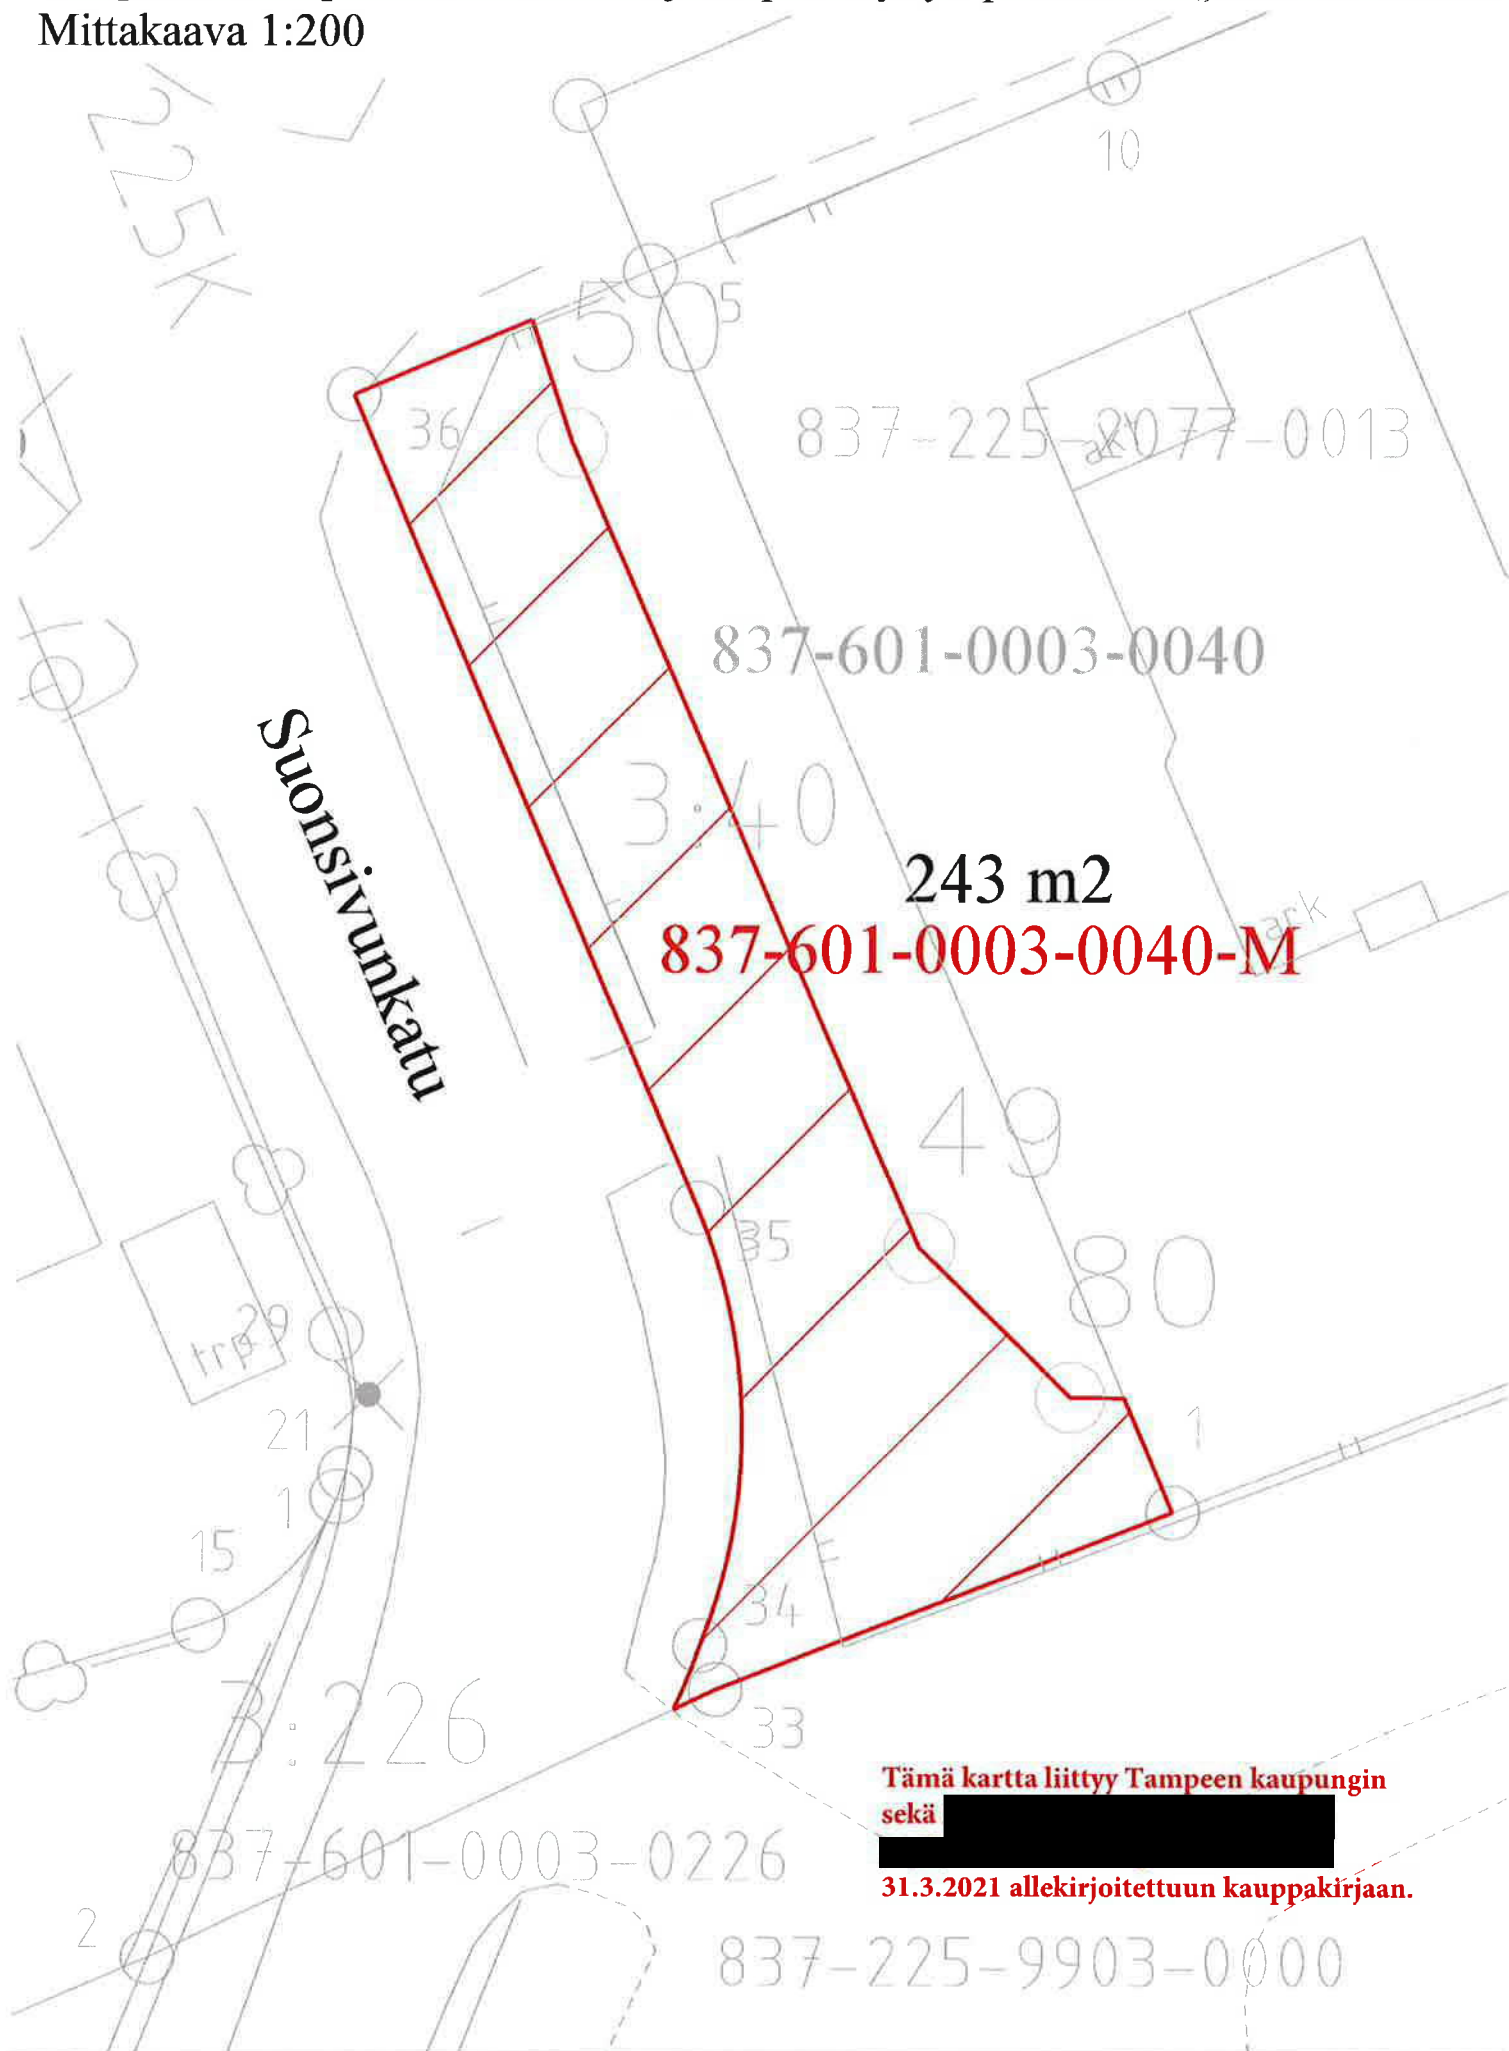 Mittakaava 1:200
225K
10
5
50
36
837-225-2077-0013
837-601-0003-0040
Suonsivunkatu
3:40
243 m2
837-601-0003-0040-M
ark
49
35
80
29
trp
21
1
1
15
34
33
3:226
Tämä kartta liittyy Tampeen kaupungin
sekä
31.3.2021 allekirjoitettuun kauppakirjaan.
837-601-0003-0226
2
837-225-9903-0000